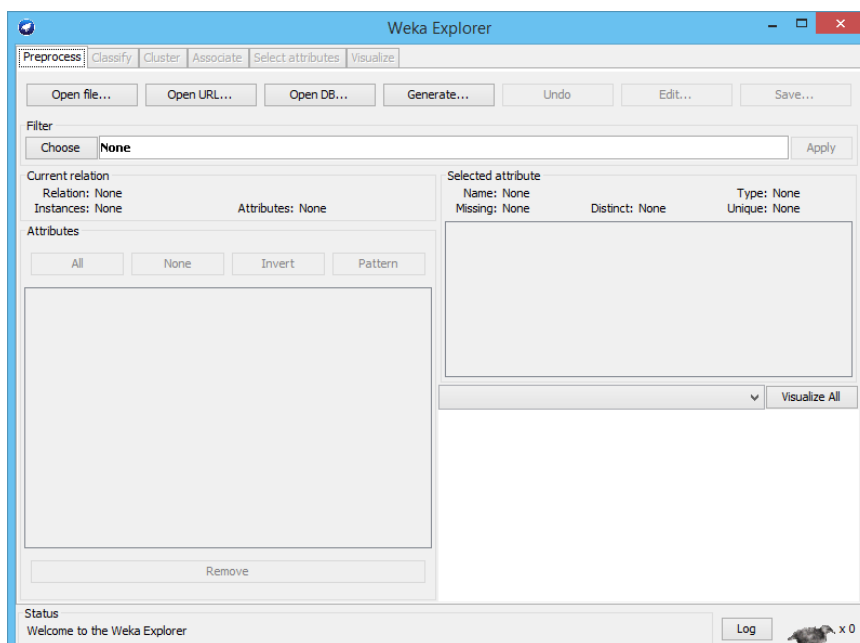 Weka Explorer
Preprocess Classify Cluster Associate Select attributes Visualize
Open file... Open URL... Open DB... Generate... Undo Edit... Save...
Filter
Choose None Apply
Current relation
Relation: None
Instances: None Attributes: None
Attributes
All None Invert Pattern
Remove
Selected attribute
Name: None Type: None
Missing: None Distinct: None Unique: None
Visualize All
Status
Welcome to the Weka Explorer
Log x 0